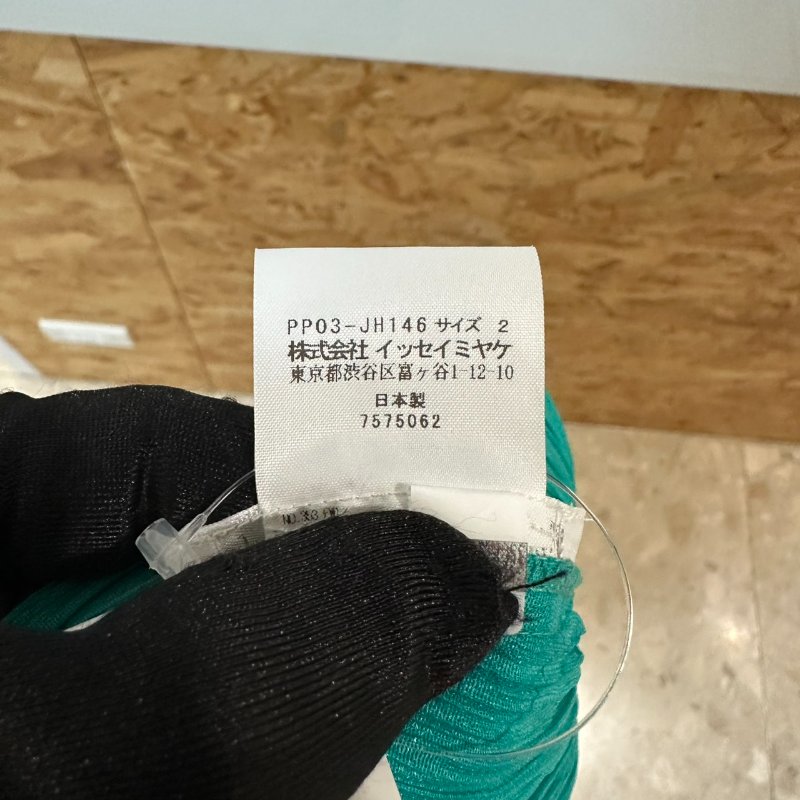 PP03-JH146 サイズ 2
株式会社 イッセイミヤケ
東京都渋谷区富ヶ谷1-12-10
日本製
7575062